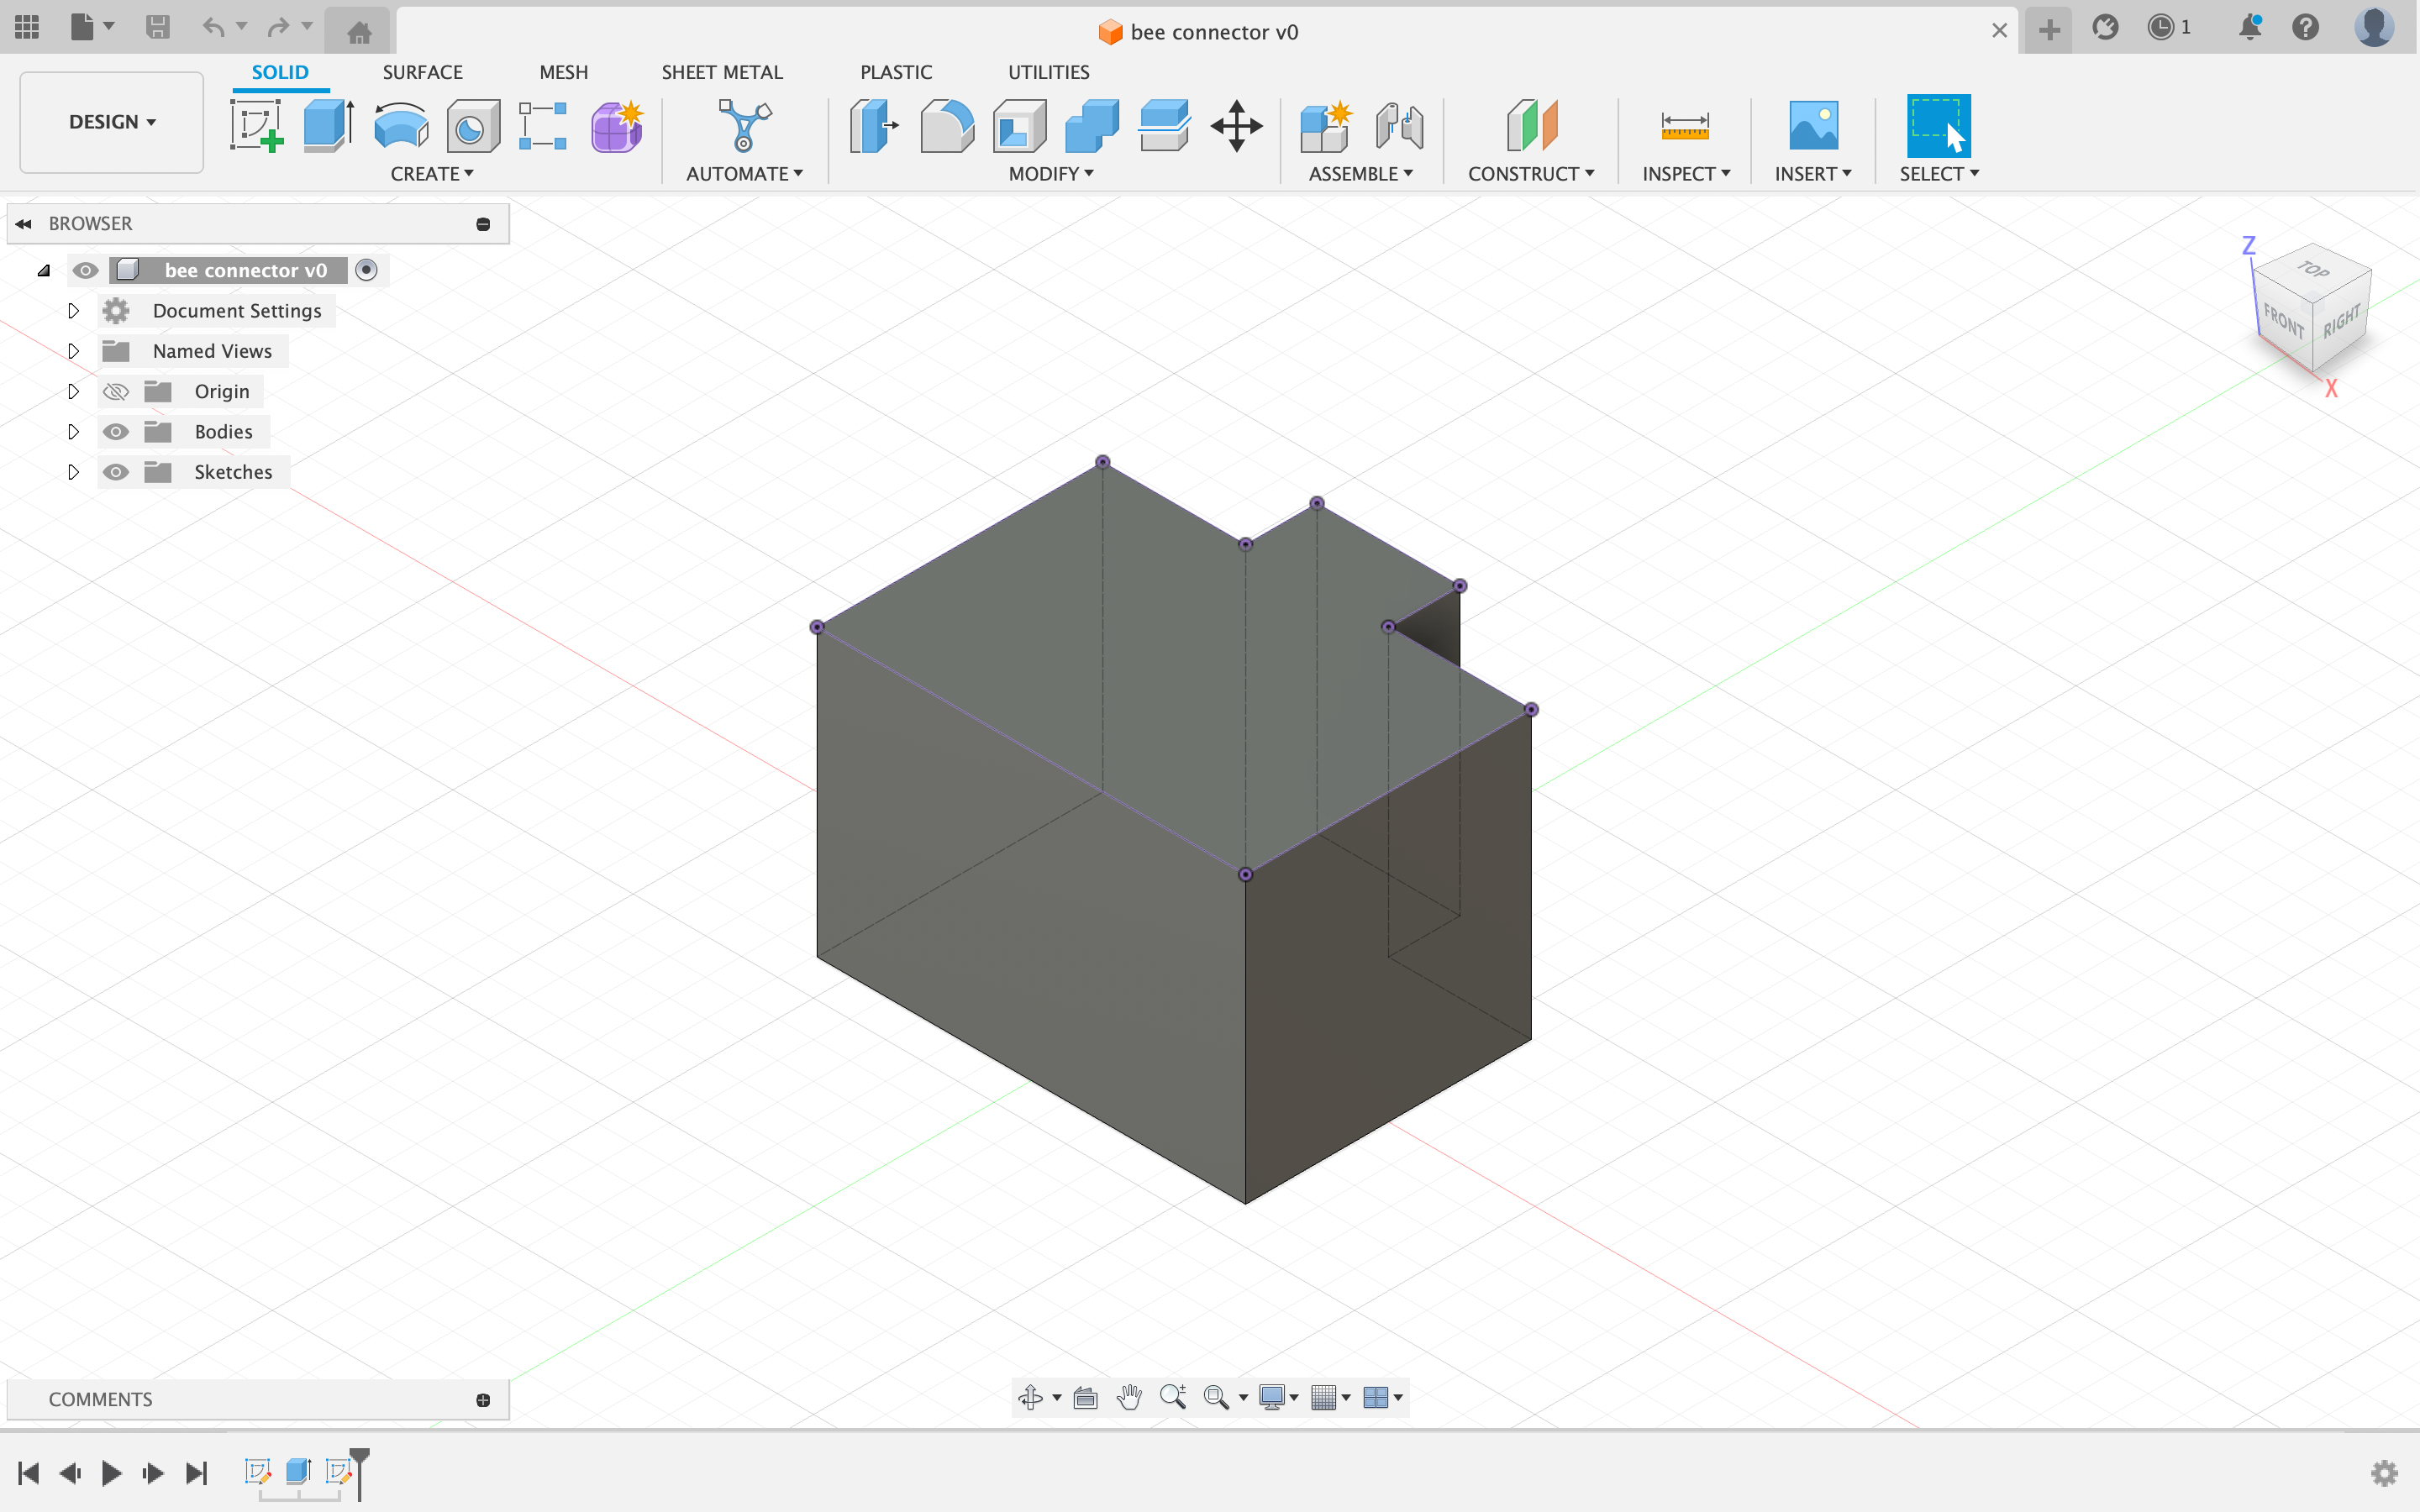 bee connector v0
1
SOLID SURFACE MESH SHEET METAL PLASTIC UTILITIES
DESIGN
CREATE AUTOMATE MODIFY ASSEMBLE CONSTRUCT INSPECT INSERT SELECT
BROWSER
bee connector v0
Document Settings
Named Views
Origin
Bodies
Sketches
Z
TOP
FRONT RIGHT
X
COMMENTS